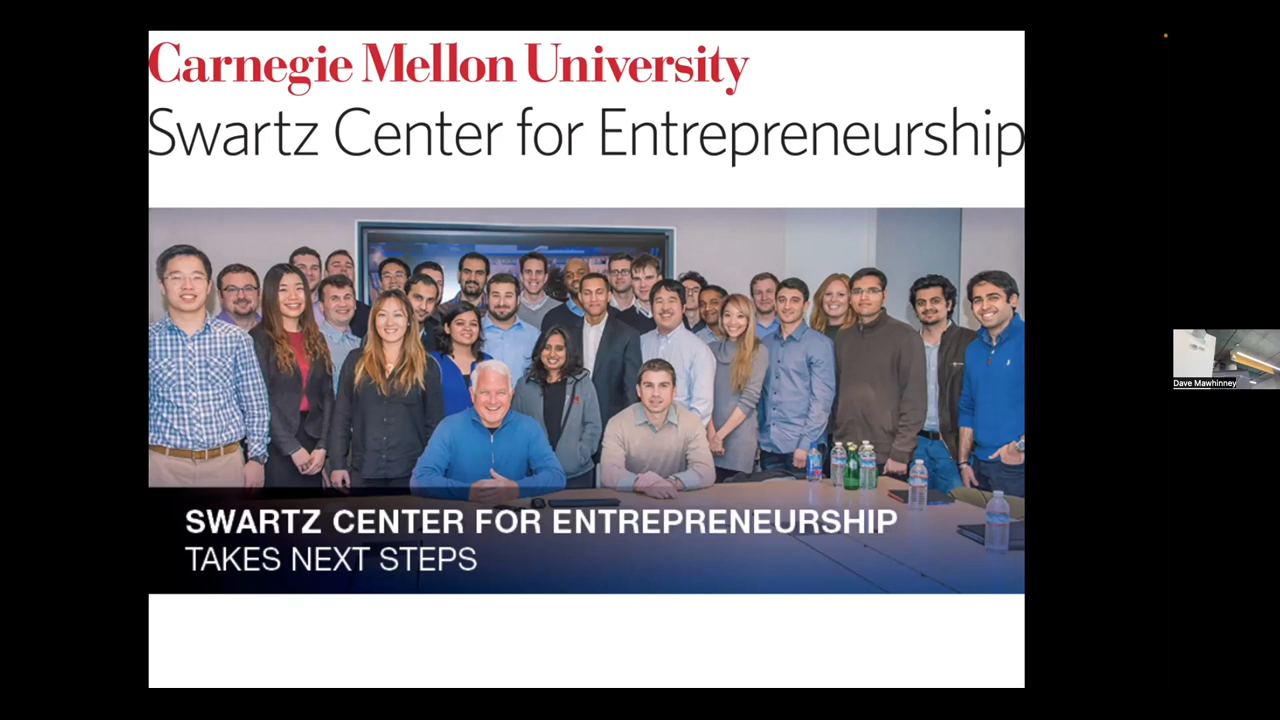 Carnegie Mellon University
Swartz Center for Entrepreneurship
SWARTZ CENTER FOR ENTREPRENEURSHIP
TAKES NEXT STEPS
Dave Mawhinney